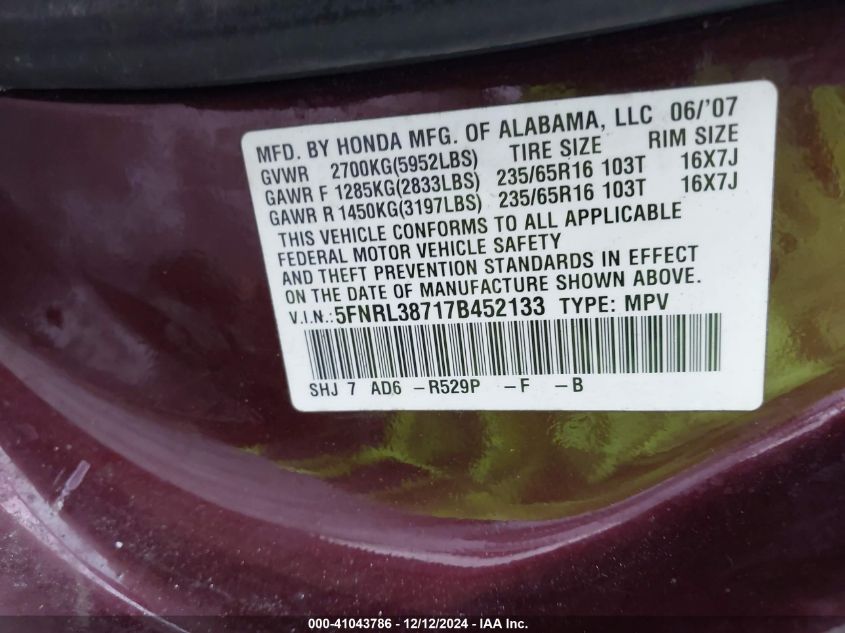 MFD. BY HONDA MFG. OF ALABAMA, LLC 06/'07
GVWR 2700KG(5952LBS) TIRE SIZE RIM SIZE
GAWR F 1285KG(2833LBS) 235/65R16 103T 16X7J
GAWR R 1450KG(3197LBS) 235/65R16 103T 16X7J
THIS VEHICLE CONFORMS TO ALL APPLICABLE
FEDERAL MOTOR VEHICLE SAFETY
AND THEFT PREVENTION STANDARDS IN EFFECT
ON THE DATE OF MANUFACTURE SHOWN ABOVE.
V.I.N.:5FNRL38717B452133 TYPE: MPV
SHJ 7 AD6 -R529P -F -B
000-41043786 - 12/12/2024 - IAA Inc.